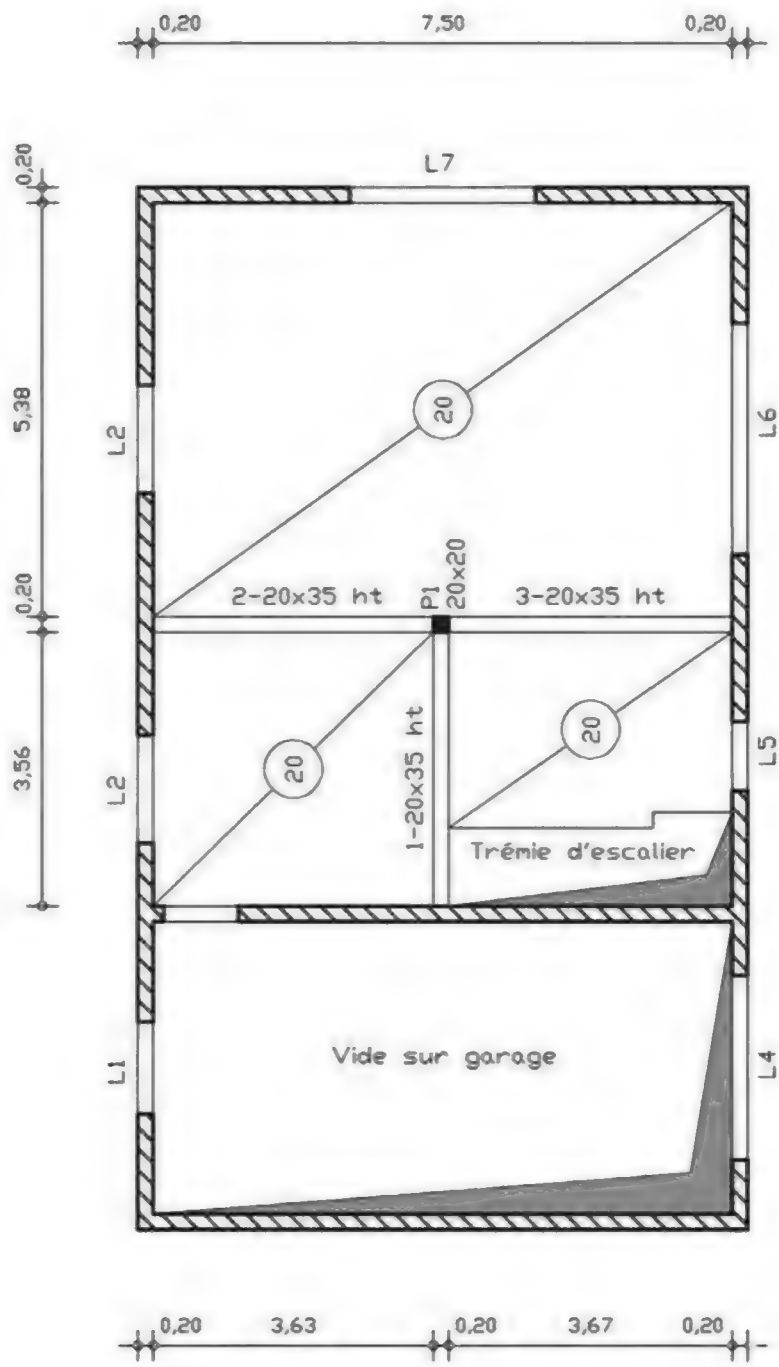 0,20 7,50 0,20
L7
0,20
5,38
0,20
3,56
L2
20
L6
2-20x35 ht
P1
20x20
3-20x35 ht
L2
20
1-20x35 ht
20
L5
Trémie d'escalier
L1
Vide sur garage
L4
0,20 3,63 0,20 3,67 0,20